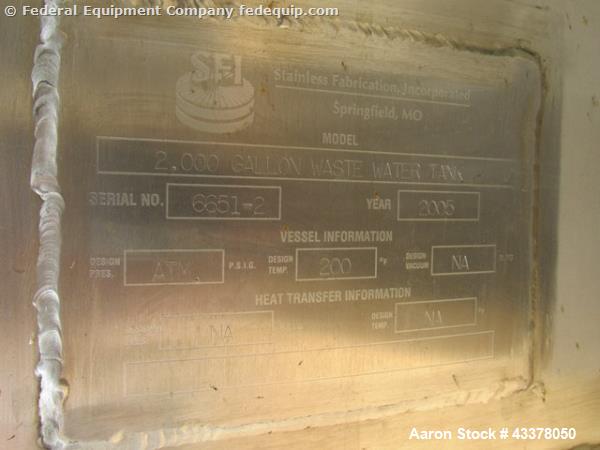 © Federal Equipment Company fedequip.com
SFI
Stainless Fabrication, Incorporated
Springfield, MO
MODEL
2,000 GALLON WASTE WATER TANK
SERIAL NO. 6651-2 YEAR 2005
VESSEL INFORMATION
DESIGN PRES. ATM. P.S.I.G. DESIGN TEMP. 200 °F DESIGN VACUUM NA
HEAT TRANSFER INFORMATION
NA DESIGN TEMP. NA °F
Aaron Stock # 43378050